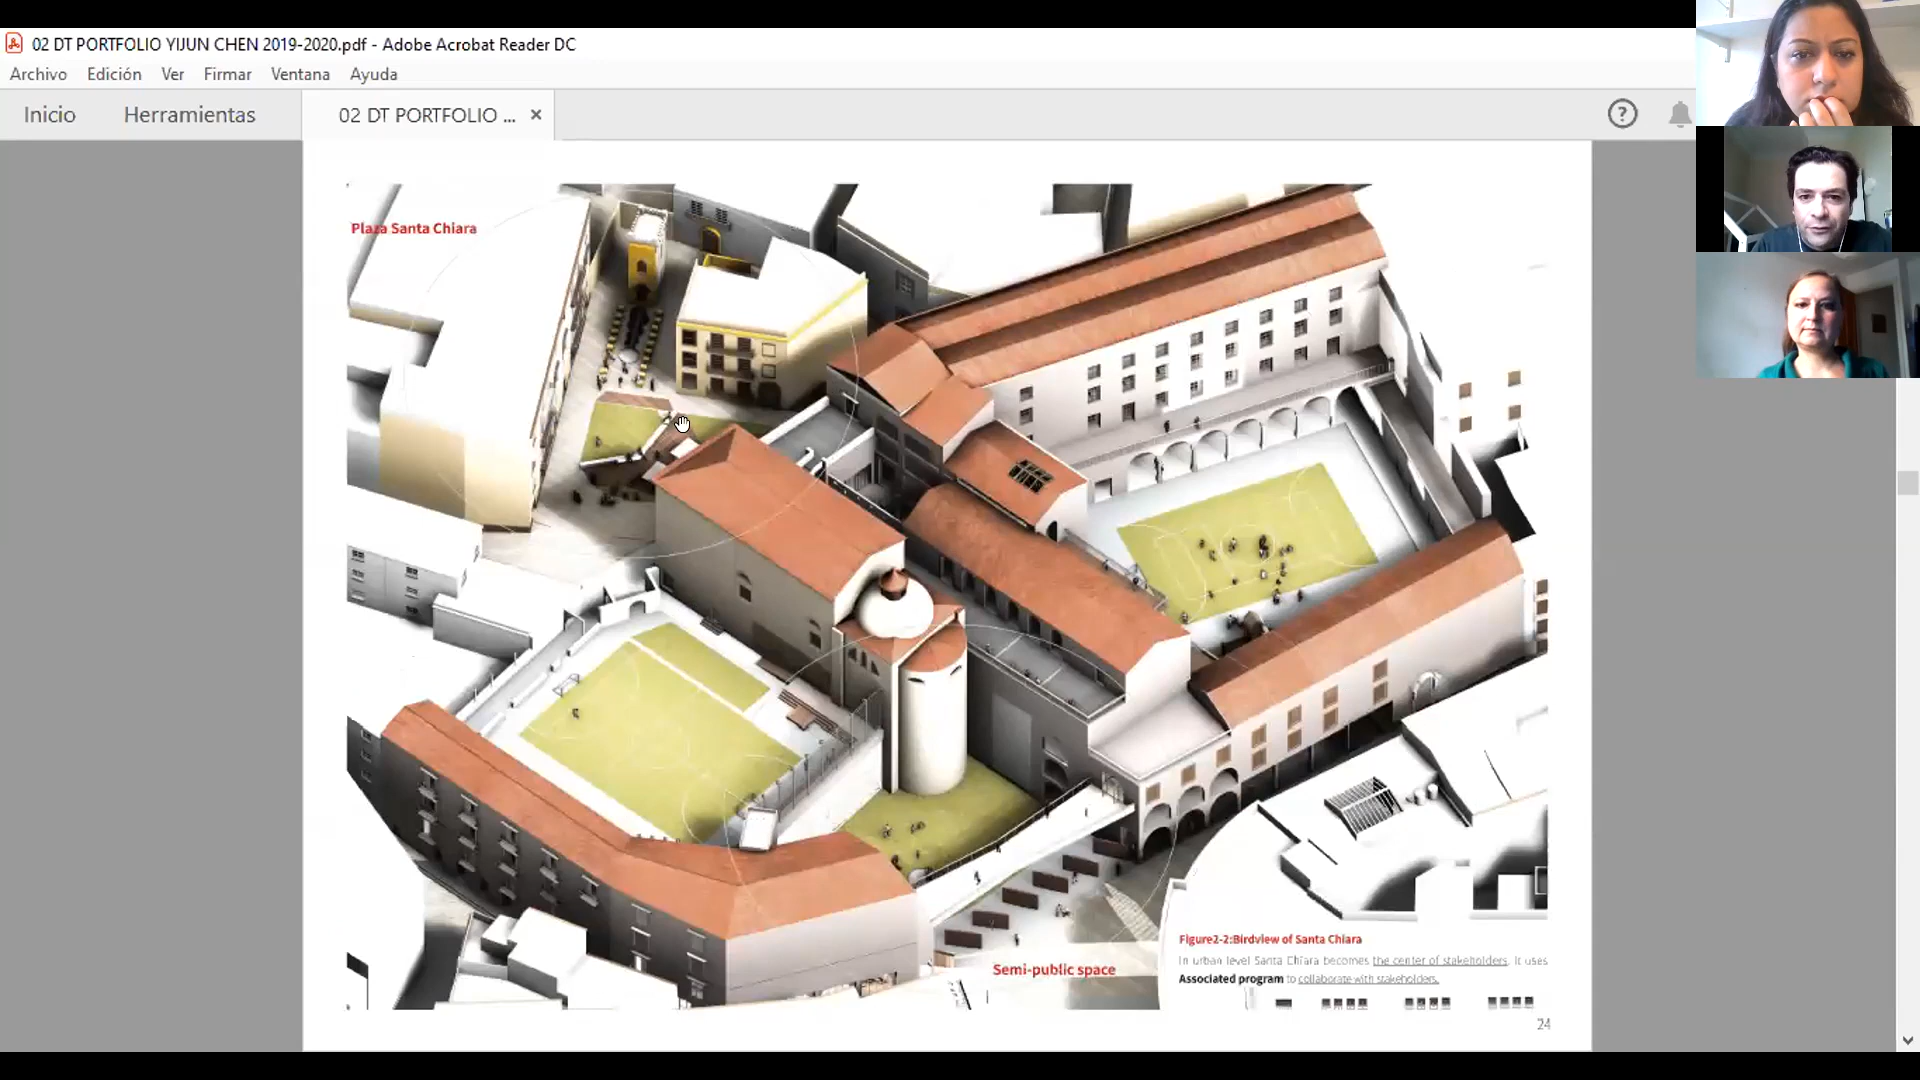 02 DT PORTFOLIO YIJUN CHEN 2019-2020.pdf - Adobe Acrobat Reader DC
Archivo Edición Ver Firmar Ventana Ayuda
Inicio Herramientas 02 DT PORTFOLIO ... × ?
Plaza Santa Chiara
Figure2-2:Birdview of Santa Chiara
In urban level Santa Chiara becomes the center of stakeholders. It uses
Associated program to collaborate with stakeholders.
Semi-public space
24